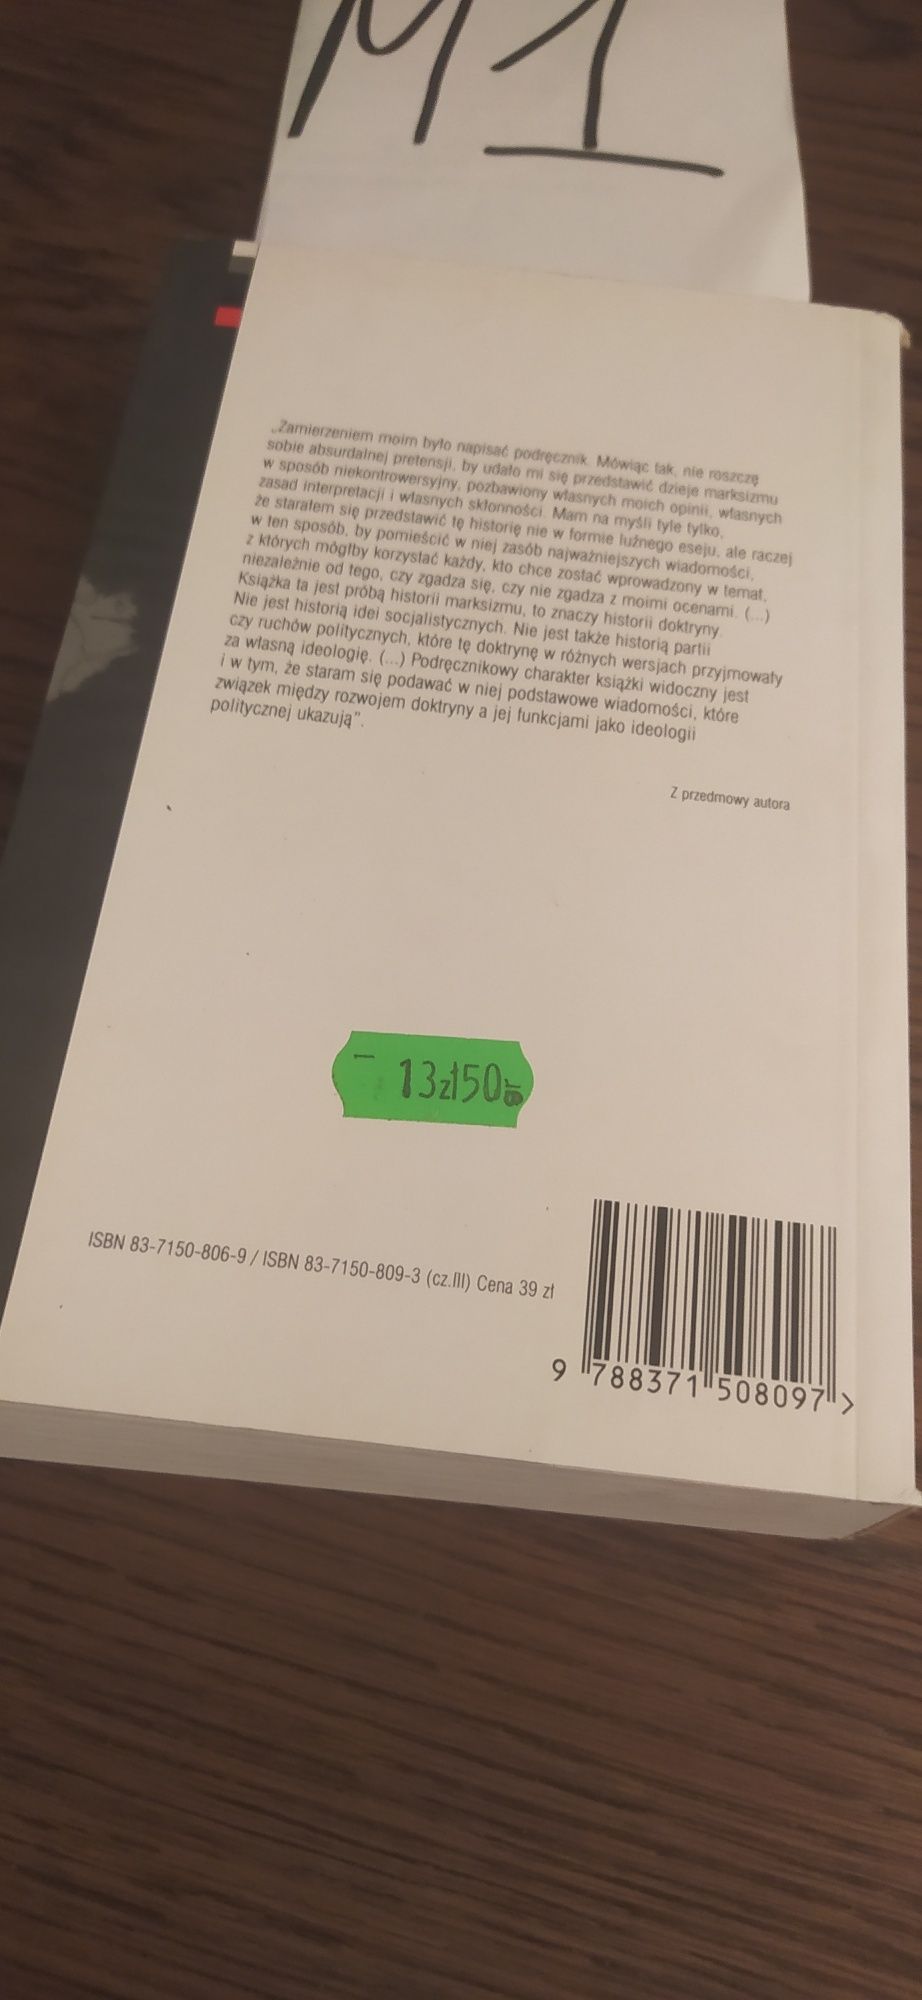 M1
„Zamierzeniem moim było napisać podręcznik. Mówiąc tak, nie roszczę
sobie absurdalnej pretensji, by udało mi się przedstawić dzieje marksizmu
w sposób niekontrowersyjny, pozbawiony własnych moich opinii, własnych
zasad interpretacji i własnych skłonności. Mam na myśli tyle tylko,
że starałem się przedstawić tę historię nie w formie luźnego eseju, ale raczej
w ten sposób, by pomieścić w niej zasób najważniejszych wiadomości,
z których mógłby korzystać każdy, kto chce zostać wprowadzony w temat,
niezależnie od tego, czy zgadza się, czy nie zgadza z moimi ocenami. (...)
Książka ta jest próbą historii marksizmu, to znaczy historii doktryny.
Nie jest historią idei socjalistycznych. Nie jest także historią partii
czy ruchów politycznych, które tę doktrynę w różnych wersjach przyjmowały
za własną ideologię. (...) Podręcznikowy charakter książki widoczny jest
i w tym, że staram się podawać w niej podstawowe wiadomości, które
związek między rozwojem doktryny a jej funkcjami jako ideologii
politycznej ukazują”.
Z przedmowy autora
13zł50gr
ISBN 83-7150-806-9 / ISBN 83-7150-809-3 (cz.III) Cena 39 zł
9 788371 508097 >